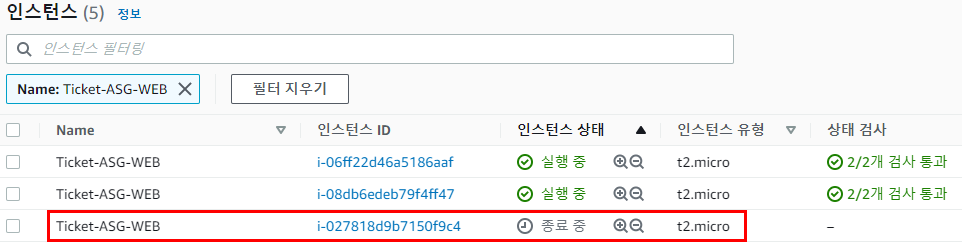 인스턴스 (5) 정보
인스턴스 필터링
Name: Ticket-ASG-WEB 필터 지우기
Name 인스턴스 ID 인스턴스 상태 인스턴스 유형 상태 검사
Ticket-ASG-WEB i-06ff22d46a5186aaf 실행 중 t2.micro 2/2개 검사 통과
Ticket-ASG-WEB i-08db6edeb79f4ff47 실행 중 t2.micro 2/2개 검사 통과
Ticket-ASG-WEB i-027818d9b7150f9c4 종료 중 t2.micro –